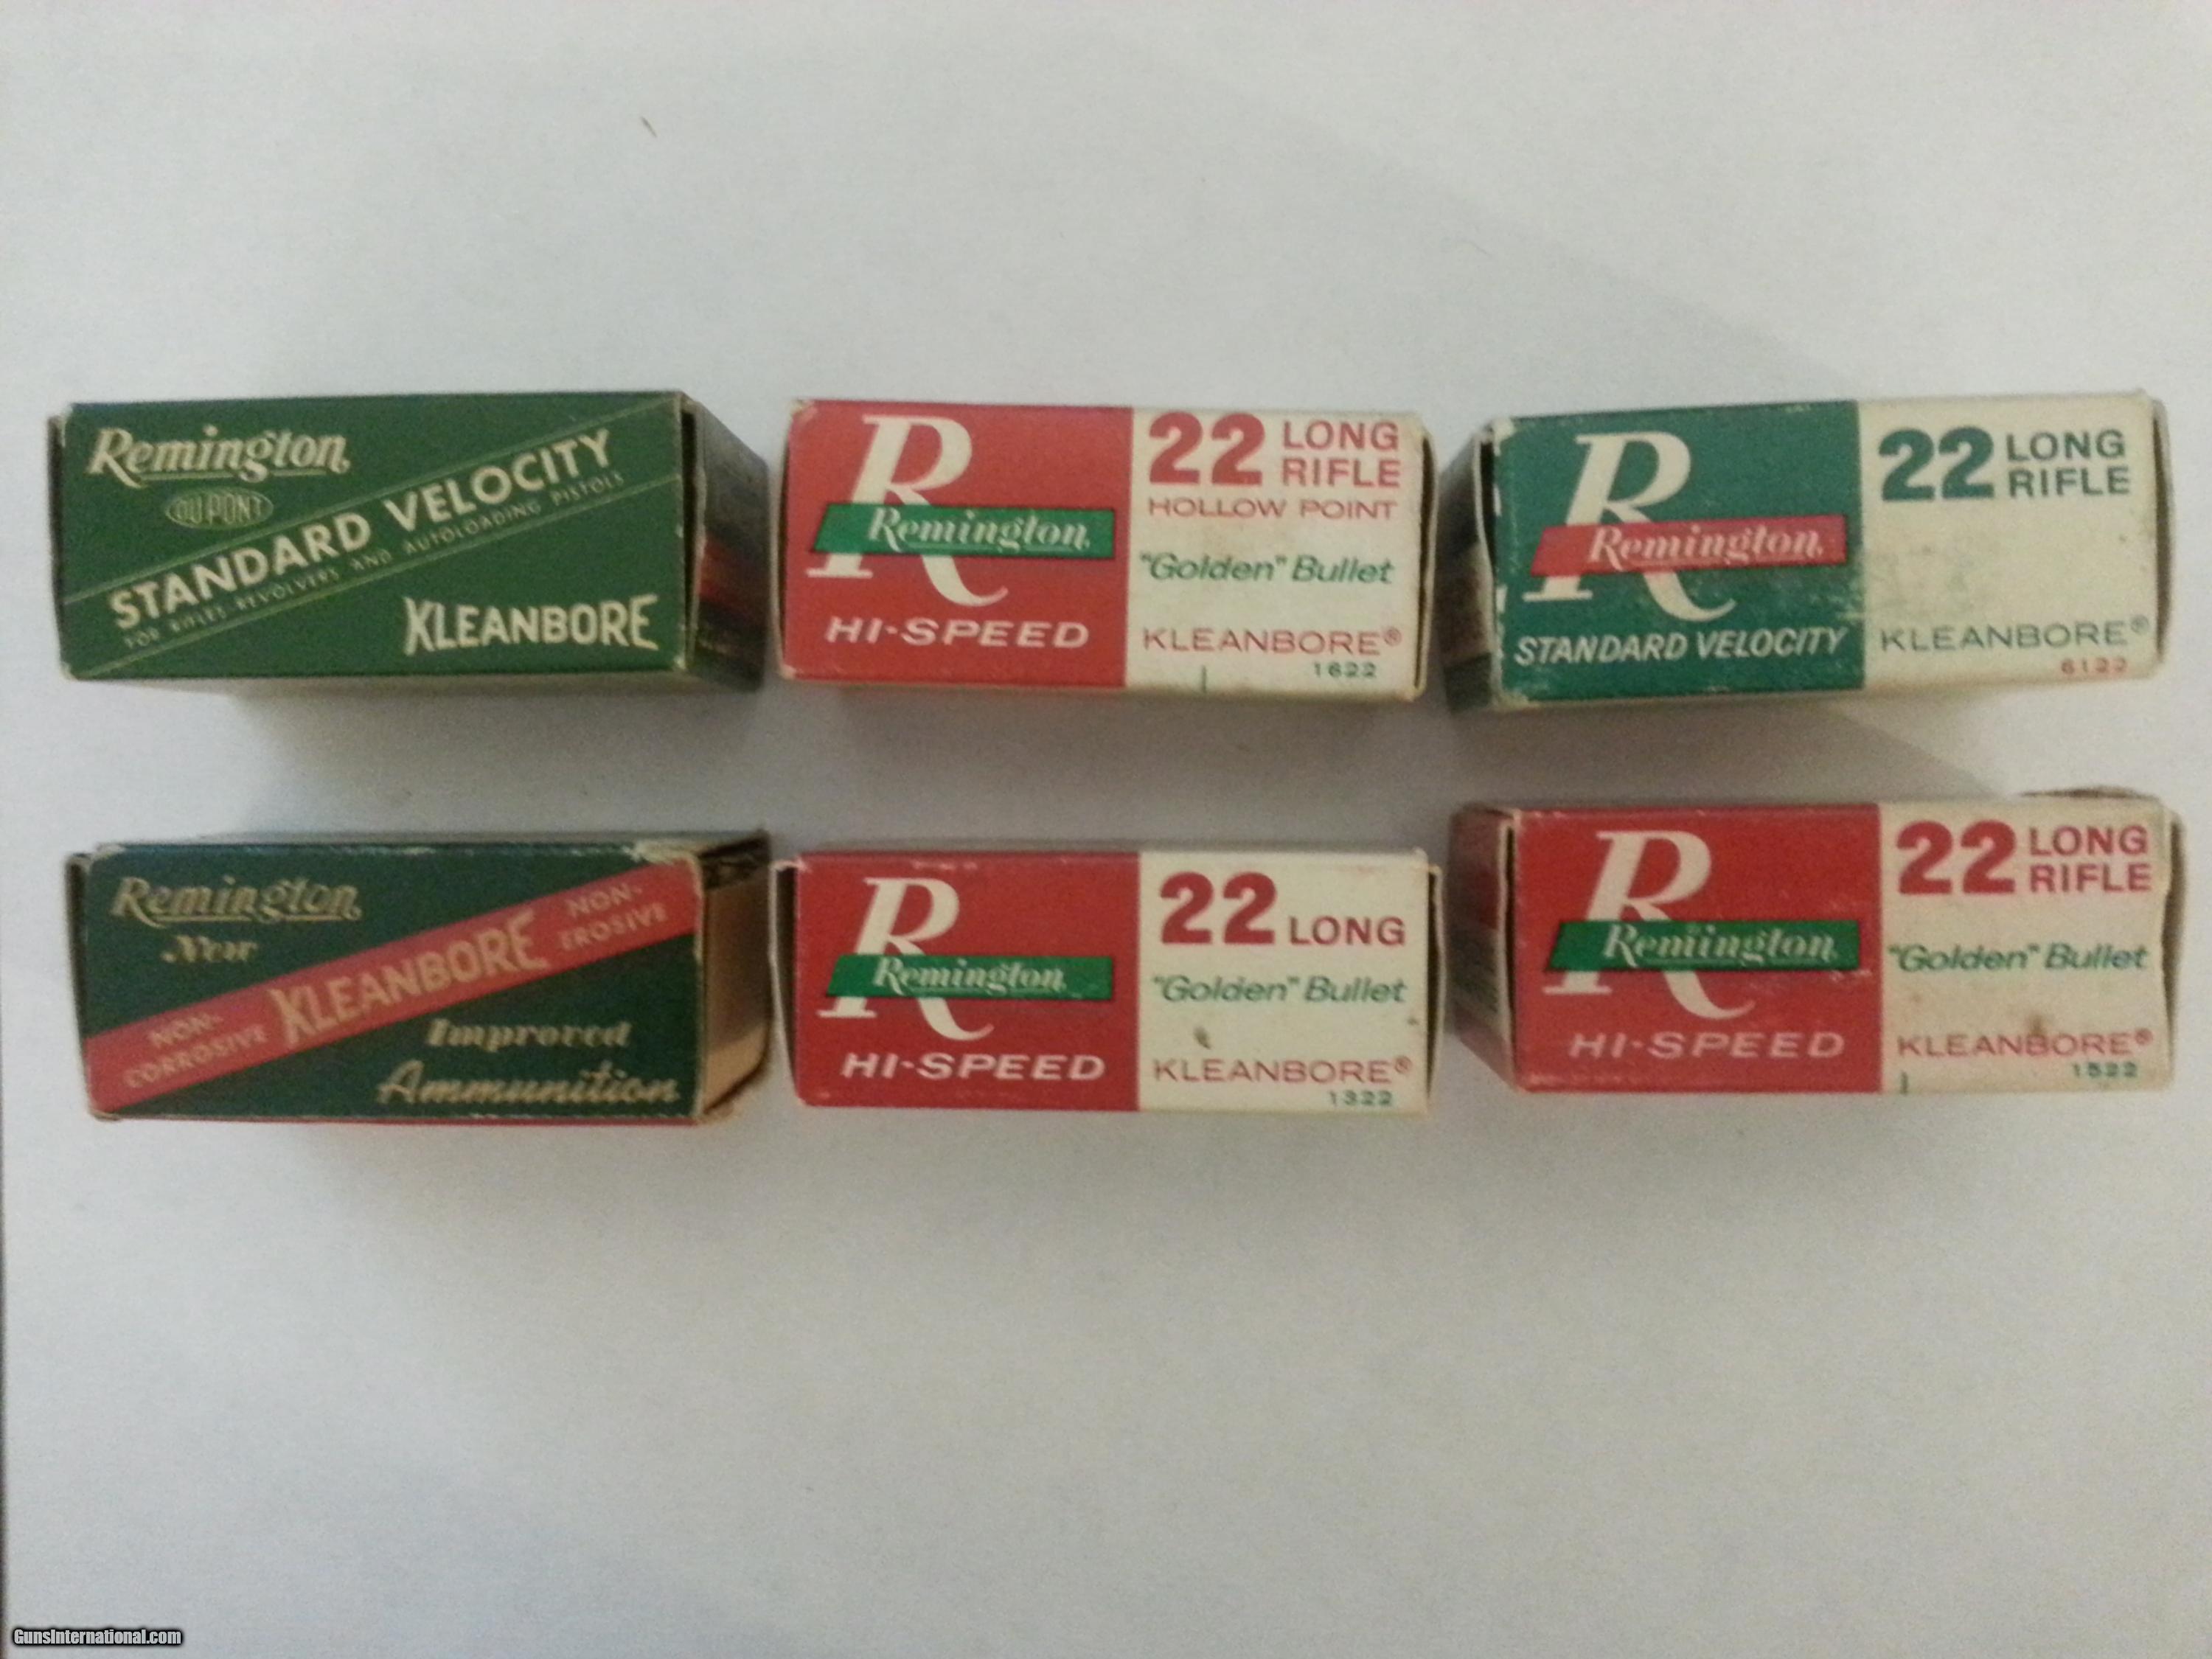 Remington
DU PONT
STANDARD VELOCITY
FOR RIFLES, REVOLVERS AND AUTOLOADING PISTOLS
KLEANBORE
R
Remington
HI-SPEED
22 LONG
RIFLE
HOLLOW POINT
"Golden" Bullet
KLEANBORE®
1622
R
Remington
STANDARD VELOCITY
22 LONG
RIFLE
KLEANBORE®
6122
Remington
New
NON-
CORROSIVE
KLEANBORE
NON-
EROSIVE
Improved
Ammunition
R
Remington
HI-SPEED
22 LONG
"Golden" Bullet
KLEANBORE®
1322
R
Remington
HI-SPEED
22 LONG
RIFLE
"Golden" Bullet
KLEANBORE®
1522
GunsInternational.com